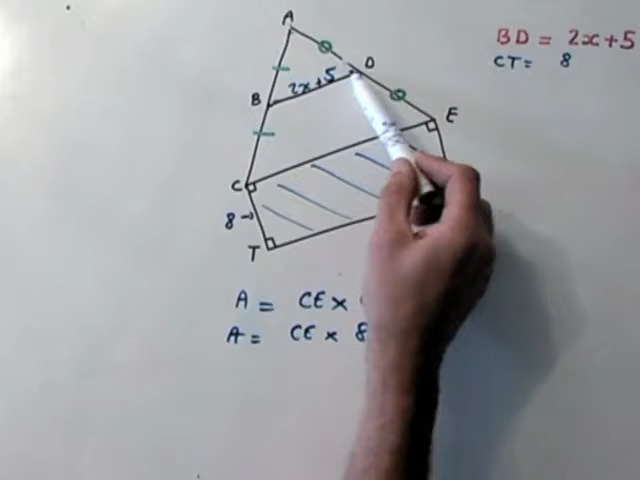 A
BD = 2x+5
CT = 8
D
2x+5
B
E
C
8→
T
A = CE ×
A = CE × 8